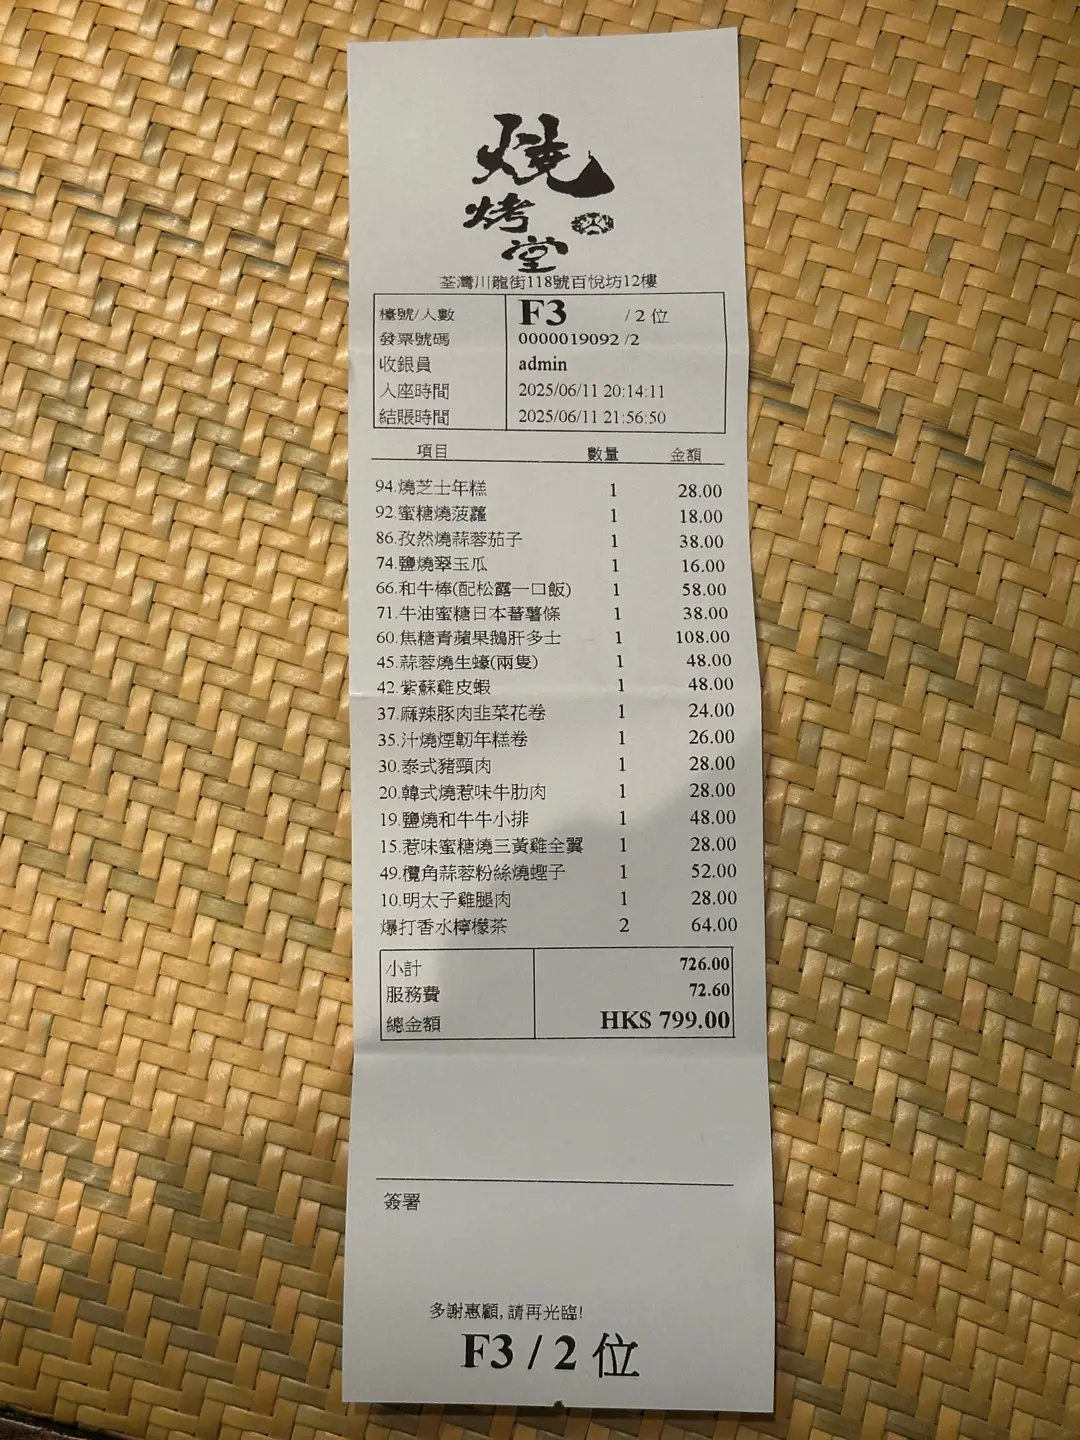 燒
烤
堂
荃灣川龍街118號百悅坊12樓
檯號/人數 F3 / 2 位
發票號碼 0000019092 /2
收銀員 admin
入座時間 2025/06/11 20:14:11
結賬時間 2025/06/11 21:56:50
項目 數量 金額
94.燒芝士年糕 1 28.00
92.蜜糖燒菠蘿 1 18.00
86.孜然燒蒜蓉茄子 1 38.00
74.鹽燒翠玉瓜 1 16.00
66.和牛棒(配松露一口飯) 1 58.00
71.牛油蜜糖日本蕃薯條 1 38.00
60.焦糖青蘋果鵝肝多士 1 108.00
45.蒜蓉燒生蠔(兩隻) 1 48.00
42.紫蘇雞皮蝦 1 48.00
37.麻辣豚肉韭菜花卷 1 24.00
35.汁燒煙韌年糕卷 1 26.00
30.泰式豬頸肉 1 28.00
20.韓式燒惹味牛肋肉 1 28.00
19.鹽燒和牛牛小排 1 48.00
15.惹味蜜糖燒三黃雞全翼 1 28.00
49.欖角蒜蓉粉絲燒蟶子 1 52.00
10.明太子雞腿肉 1 28.00
爆打香水檸檬茶 2 64.00
小計 726.00
服務費 72.60
總金額 HK$ 799.00
簽署
多謝惠顧, 請再光臨!
F3 / 2 位